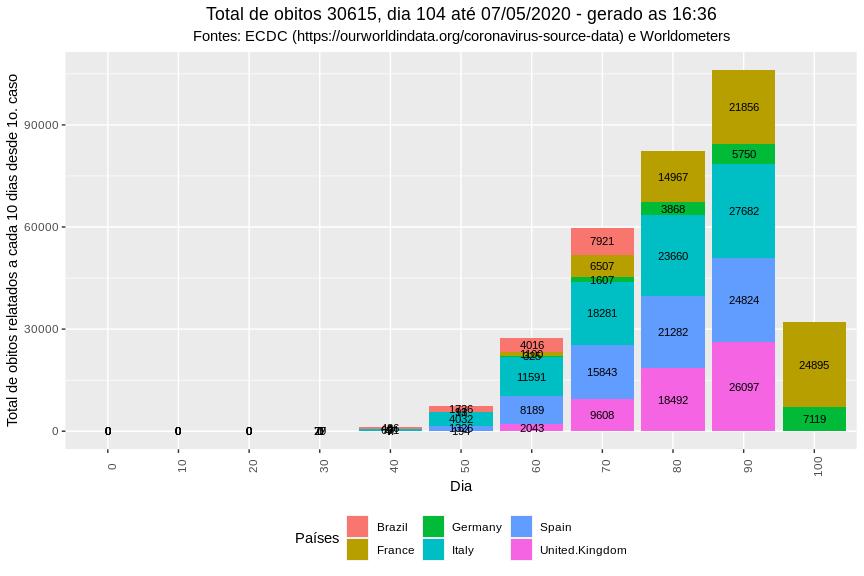 Total de obitos 30615, dia 104 até 07/05/2020 - gerado as 16:36
Fontes: ECDC (https://ourworldindata.org/coronavirus-source-data) e Worldometers
Total de obitos relatados a cada 10 dias desde 1o. caso
90000
60000
30000
0
21856
5750
27682
24824
26097
14967
3868
23660
21282
18492
7921
6507
1607
18281
15843
9608
4016
11591
8189
2043
1736
4032
1326
24895
7119
0
0
0
0 10 20 30 40 50 60 70 80 90 100
Dia
Países
Brazil
Germany
Spain
France
Italy
United.Kingdom